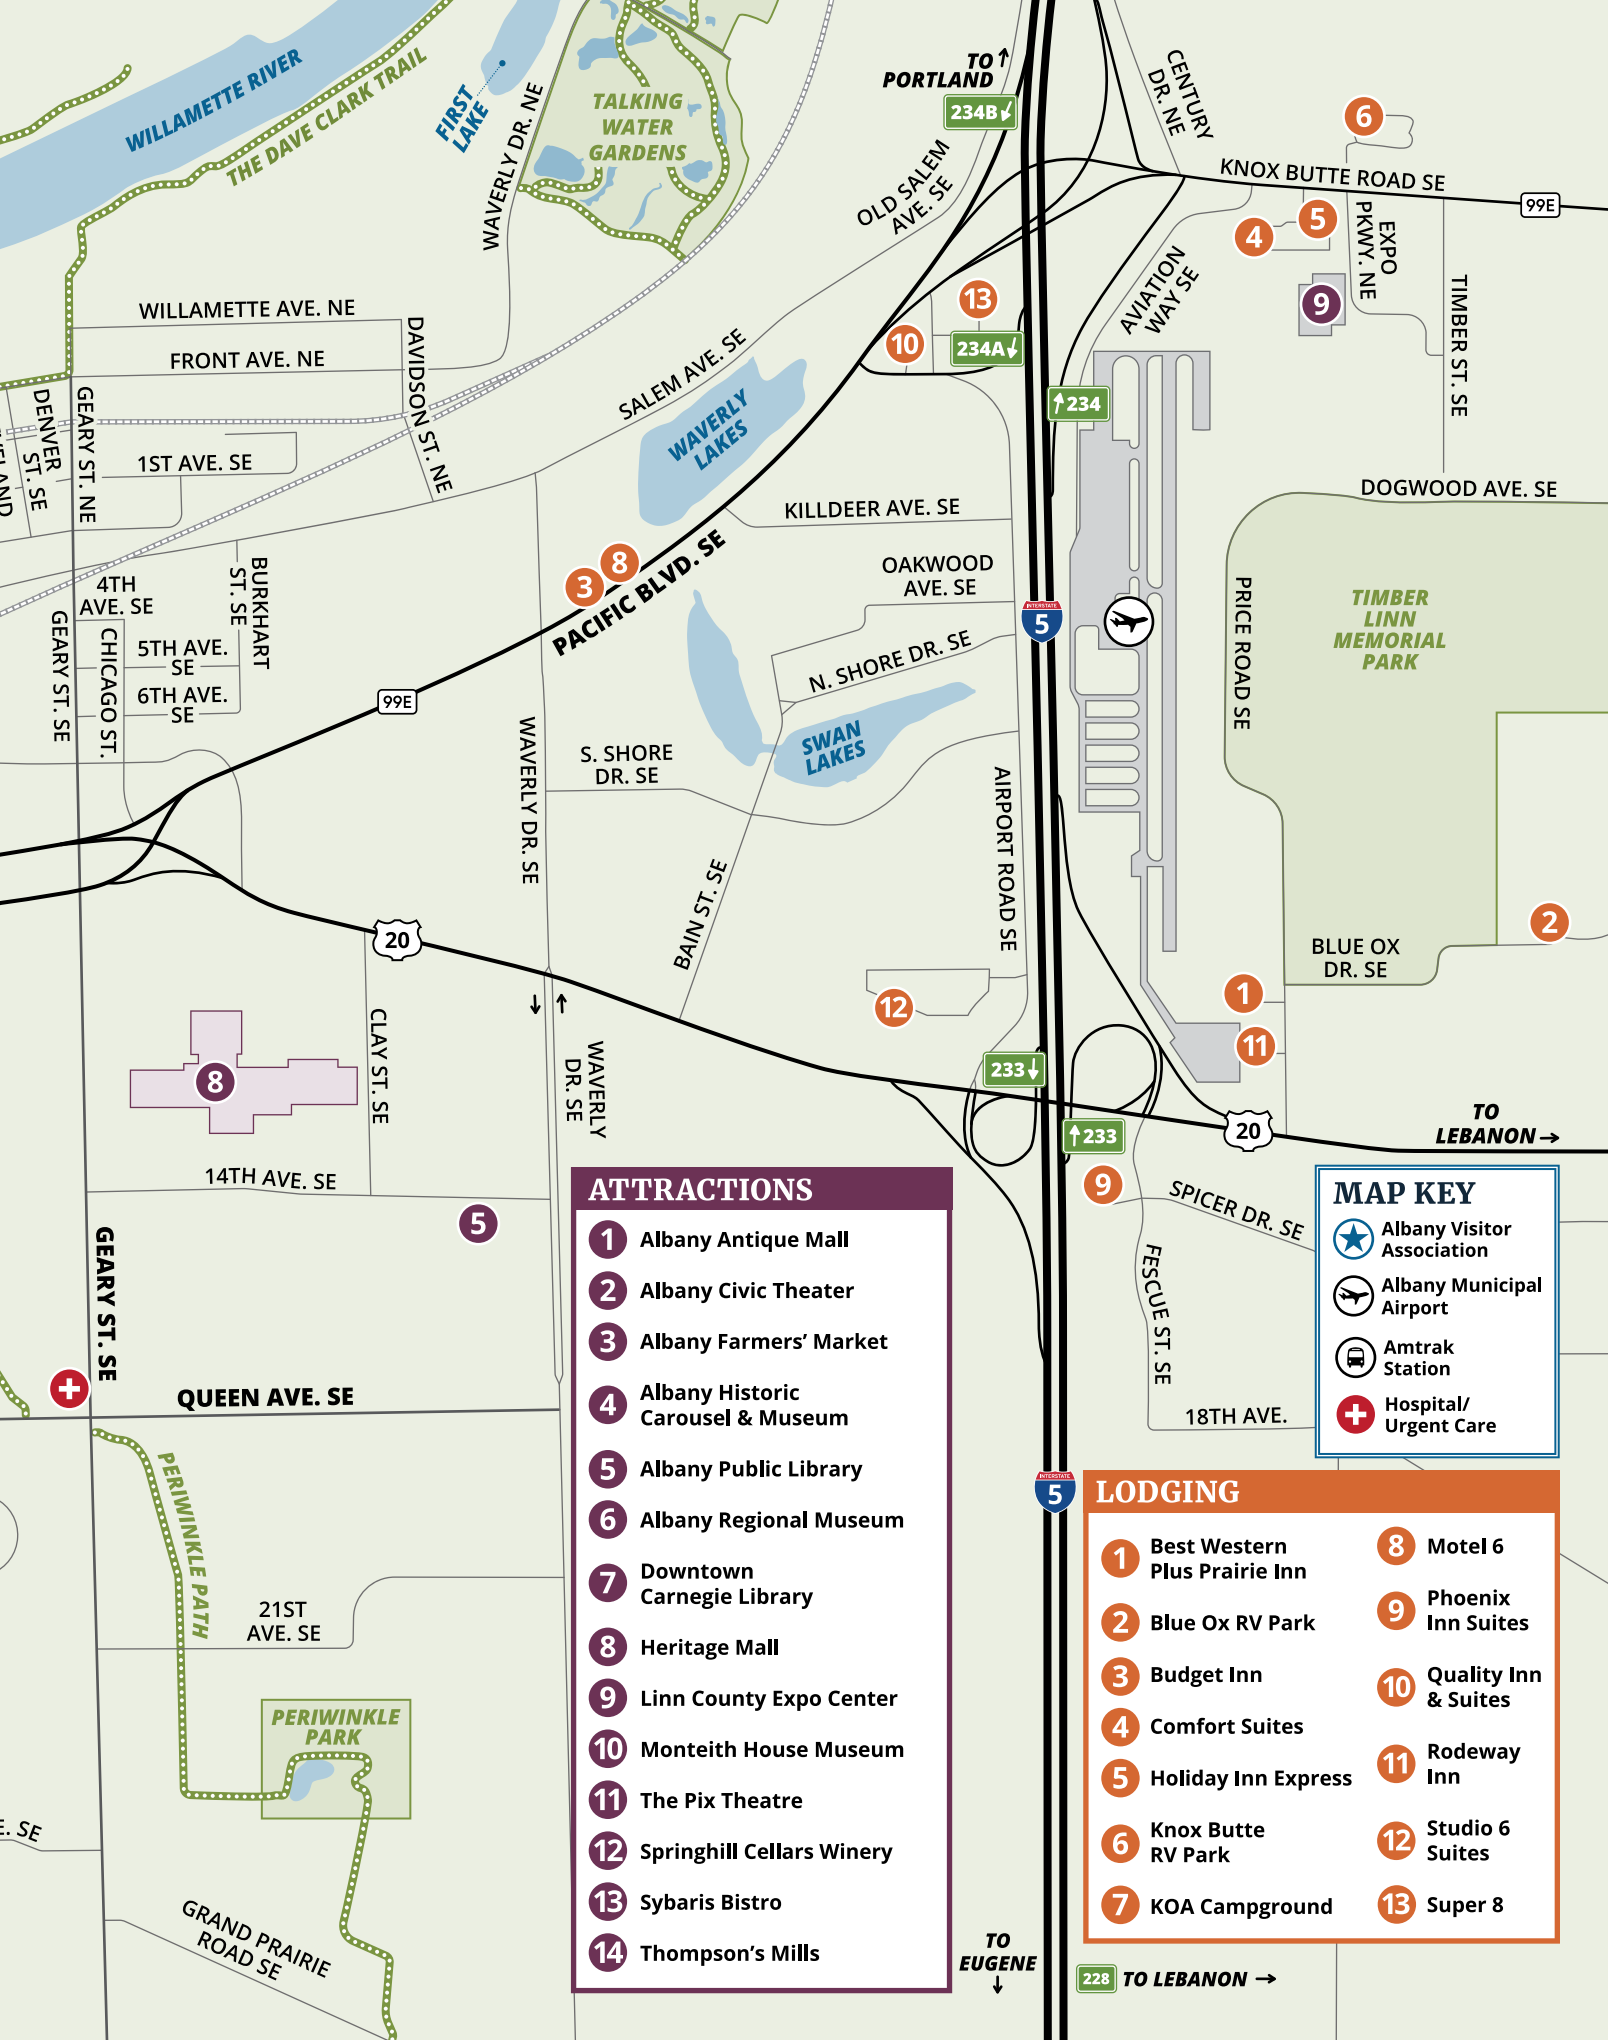 WILLAMETTE RIVER
THE DAVE CLARK TRAIL
FIRST
LAKE
WAVERLY DR. NE
TALKING
WATER
GARDENS
TO
PORTLAND
234B
OLD SALEM
AVE. SE
CENTURY
DR. NE
6
KNOX BUTTE ROAD SE
99E
5
4
EXPO
PKWY. NE
9
TIMBER ST. SE
AVIATION
WAY SE
13
10
234A
234
WILLAMETTE AVE. NE
FRONT AVE. NE
DAVIDSON ST. NE
SALEM AVE. SE
WAVERLY
LAKES
DENVER
ST. SE
GEARY ST. NE
1ST AVE. SE
KILLDEER AVE. SE
DOGWOOD AVE. SE
8
3
PACIFIC BLVD. SE
OAKWOOD
AVE. SE
INTERSTATE
5
4TH
AVE. SE
BURKHART
ST. SE
GEARY ST. SE
CHICAGO ST.
5TH AVE.
SE
6TH AVE.
SE
99E
N. SHORE DR. SE
SWAN
LAKES
PRICE ROAD SE
TIMBER
LINN
MEMORIAL
PARK
WAVERLY DR. SE
S. SHORE
DR. SE
AIRPORT ROAD SE
BAIN ST. SE
20
2
BLUE OX
DR. SE
1
12
11
8
CLAY ST. SE
WAVERLY
DR. SE
233
233
20
TO
LEBANON
14TH AVE. SE
5
9
SPICER DR. SE
FESCUE ST. SE
18TH AVE.
GEARY ST. SE
QUEEN AVE. SE
PERIWINKLE PATH
21ST
AVE. SE
PERIWINKLE
PARK
E. SE
GRAND PRAIRIE
ROAD SE
ATTRACTIONS
1 Albany Antique Mall
2 Albany Civic Theater
3 Albany Farmers’ Market
4 Albany Historic
Carousel & Museum
5 Albany Public Library
6 Albany Regional Museum
7 Downtown
Carnegie Library
8 Heritage Mall
9 Linn County Expo Center
10 Monteith House Museum
11 The Pix Theatre
12 Springhill Cellars Winery
13 Sybaris Bistro
14 Thompson’s Mills
MAP KEY
Albany Visitor
Association
Albany Municipal
Airport
Amtrak
Station
Hospital/
Urgent Care
INTERSTATE
5
LODGING
1 Best Western
Plus Prairie Inn
2 Blue Ox RV Park
3 Budget Inn
4 Comfort Suites
5 Holiday Inn Express
6 Knox Butte
RV Park
7 KOA Campground
8 Motel 6
9 Phoenix
Inn Suites
10 Quality Inn
& Suites
11 Rodeway
Inn
12 Studio 6
Suites
13 Super 8
TO
EUGENE
228 TO LEBANON